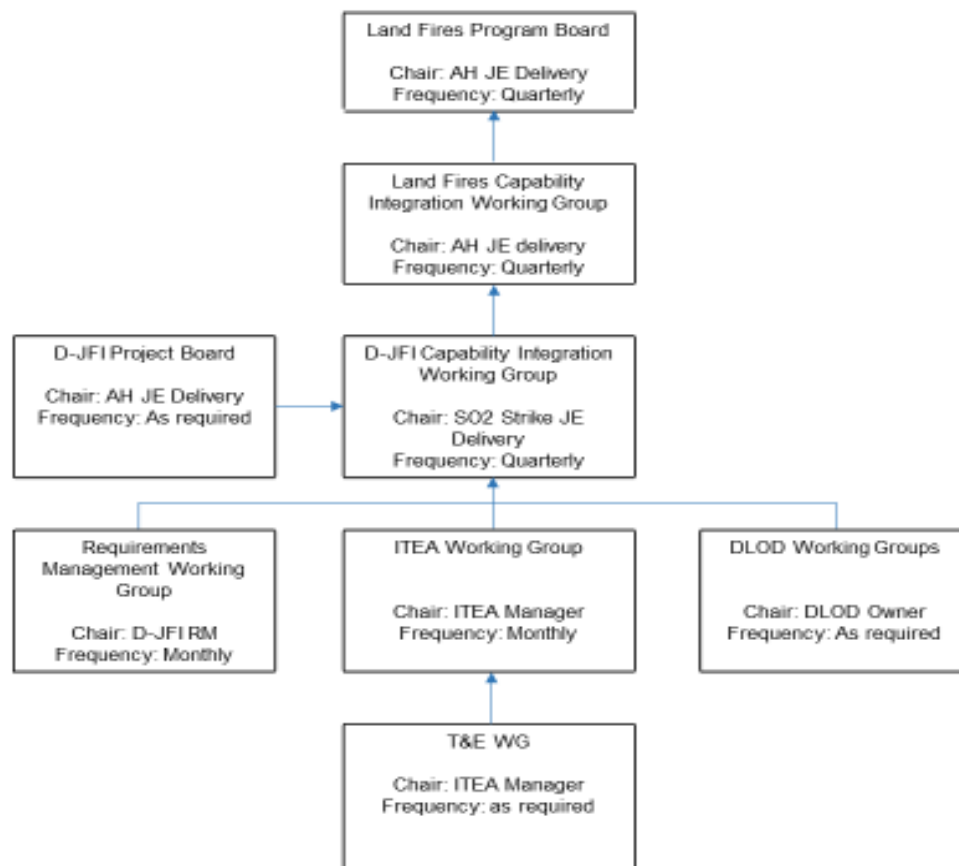 Land Fires Program Board
Chair: AH JE Delivery
Frequency: Quarterly
Land Fires Capability
Integration Working Group
Chair: AH JE delivery
Frequency: Quarterly
D-JFI Project Board
Chair: AH JE Delivery
Frequency: As required
D-JFI Capability Integration
Working Group
Chair: SO2 Strike JE
Delivery
Frequency: Quarterly
Requirements
Management Working
Group
Chair: D-JFI RM
Frequency: Monthly
ITEA Working Group
Chair: ITEA Manager
Frequency: Monthly
DLOD Working Groups
Chair: DLOD Owner
Frequency: As required
T&E WG
Chair: ITEA Manager
Frequency: as required